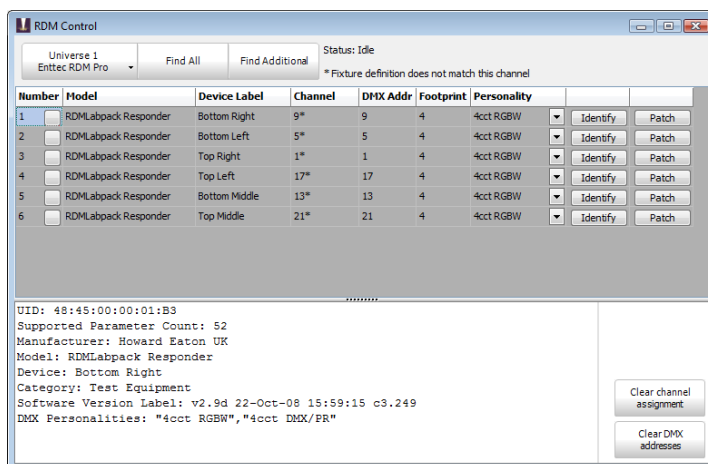 RDM Control
Universe 1
Enttec RDM Pro
Find All
Find Additional
Status: Idle
* Fixture definition does not match this channel
Number Model Device Label Channel DMX Addr Footprint Personality
1 RDMLabpack Responder Bottom Right 9* 9 4 4cct RGBW Identify Patch
2 RDMLabpack Responder Bottom Left 5* 5 4 4cct RGBW Identify Patch
3 RDMLabpack Responder Top Right 1* 1 4 4cct RGBW Identify Patch
4 RDMLabpack Responder Top Left 17* 17 4 4cct RGBW Identify Patch
5 RDMLabpack Responder Bottom Middle 13* 13 4 4cct RGBW Identify Patch
6 RDMLabpack Responder Top Middle 21* 21 4 4cct RGBW Identify Patch
UID: 48:45:00:00:01:B3
Supported Parameter Count: 52
Manufacturer: Howard Eaton UK
Model: RDMLabpack Responder
Device: Bottom Right
Category: Test Equipment
Software Version Label: v2.9d 22-Oct-08 15:59:15 c3.249
DMX Personalities: "4cct RGBW","4cct DMX/PR"
Clear channel
assignment
Clear DMX
addresses